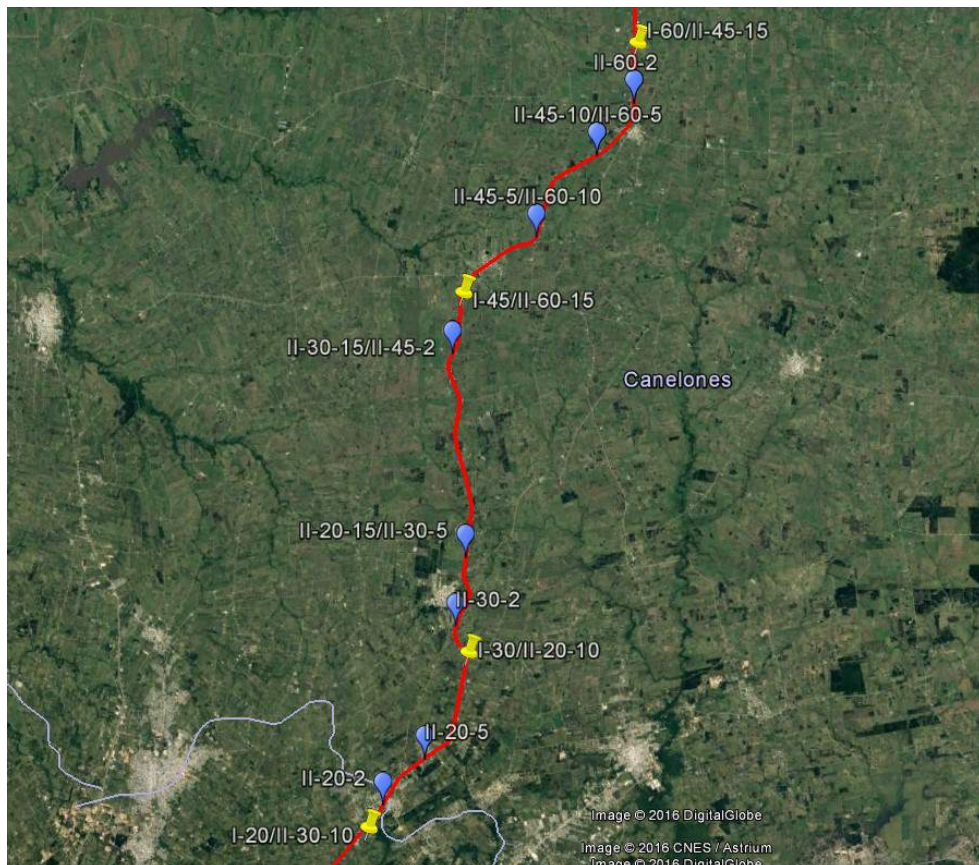 I-60/II-45-15
II-60-2
II-45-10/II-60-5
II-45-5/II-60-10
I-45/II-60-15
II-30-15/II-45-2
Canelones
II-20-15/II-30-5
II-30-2
I-30/II-20-10
II-20-5
II-20-2
I-20/II-30-10
Image © 2016 DigitalGlobe
Image © 2016 CNES / Astrium
Image © 2016 DigitalGlobe